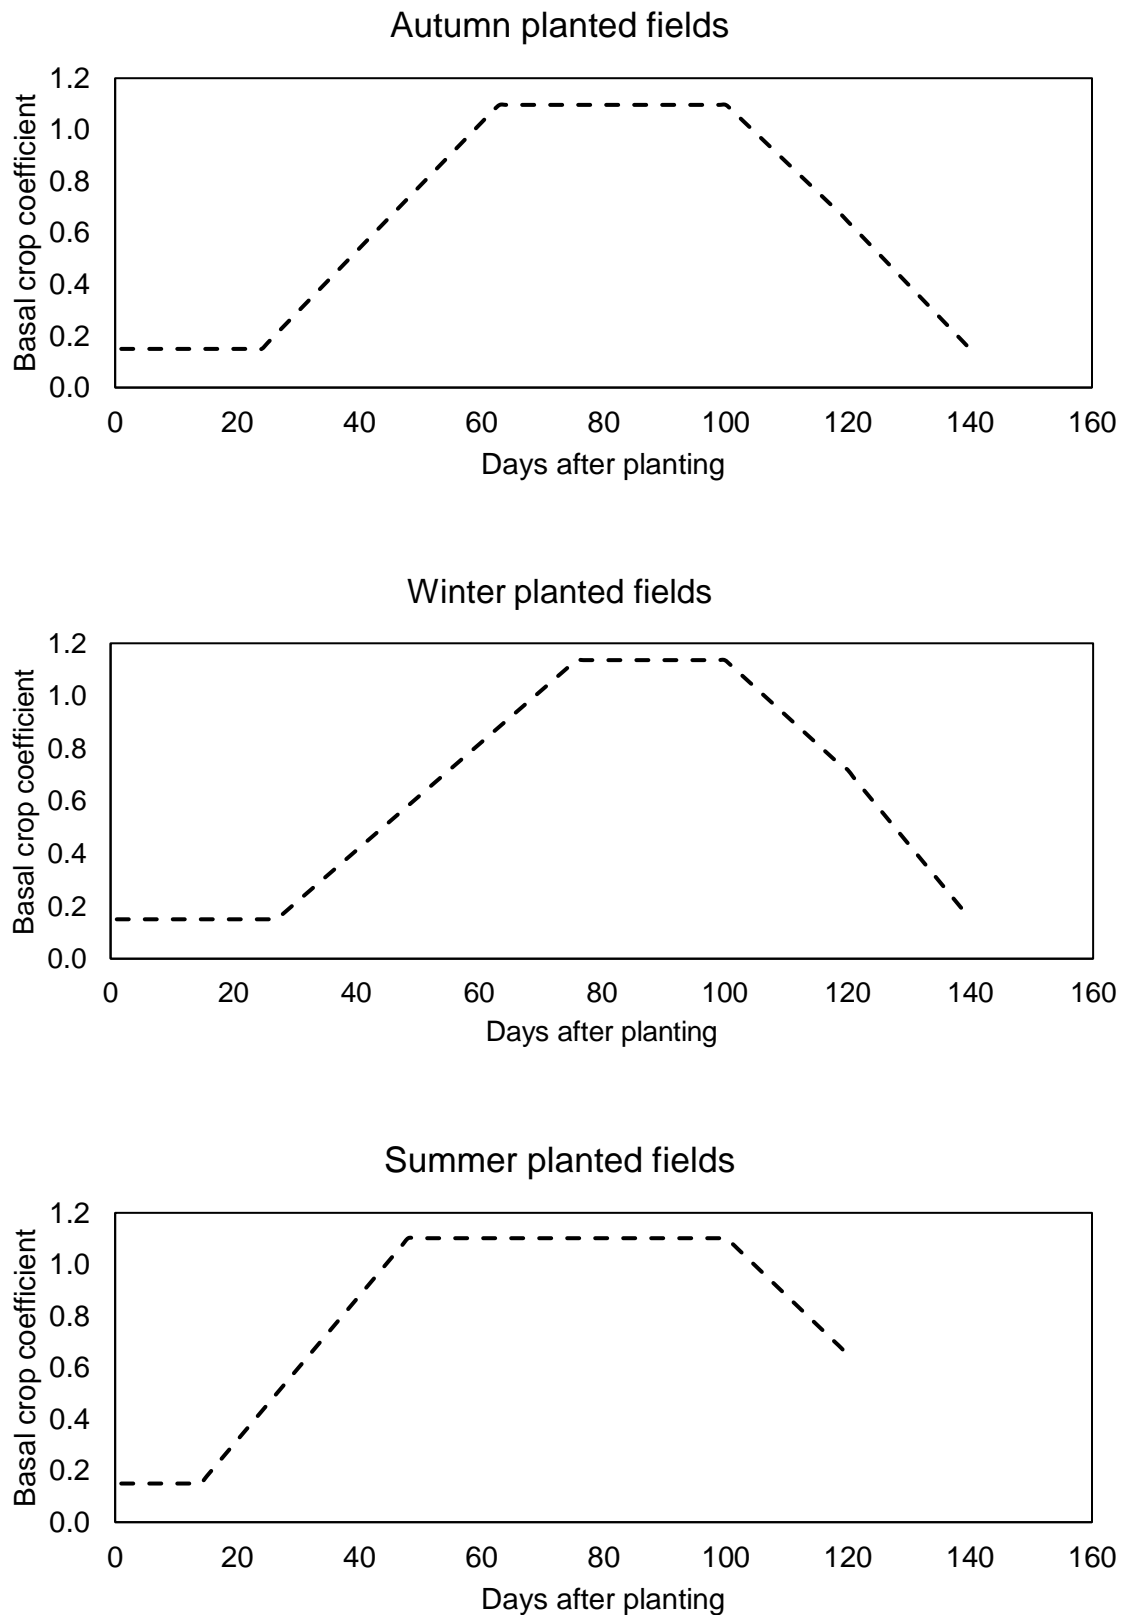 Autumn planted fields
Basal crop coefficient
1.2
1.0
0.8
0.6
0.4
0.2
0.0
0 20 40 60 80 100 120 140 160
Days after planting
Winter planted fields
Basal crop coefficient
1.2
1.0
0.8
0.6
0.4
0.2
0.0
0 20 40 60 80 100 120 140 160
Days after planting
Summer planted fields
Basal crop coefficient
1.2
1.0
0.8
0.6
0.4
0.2
0.0
0 20 40 60 80 100 120 140 160
Days after planting